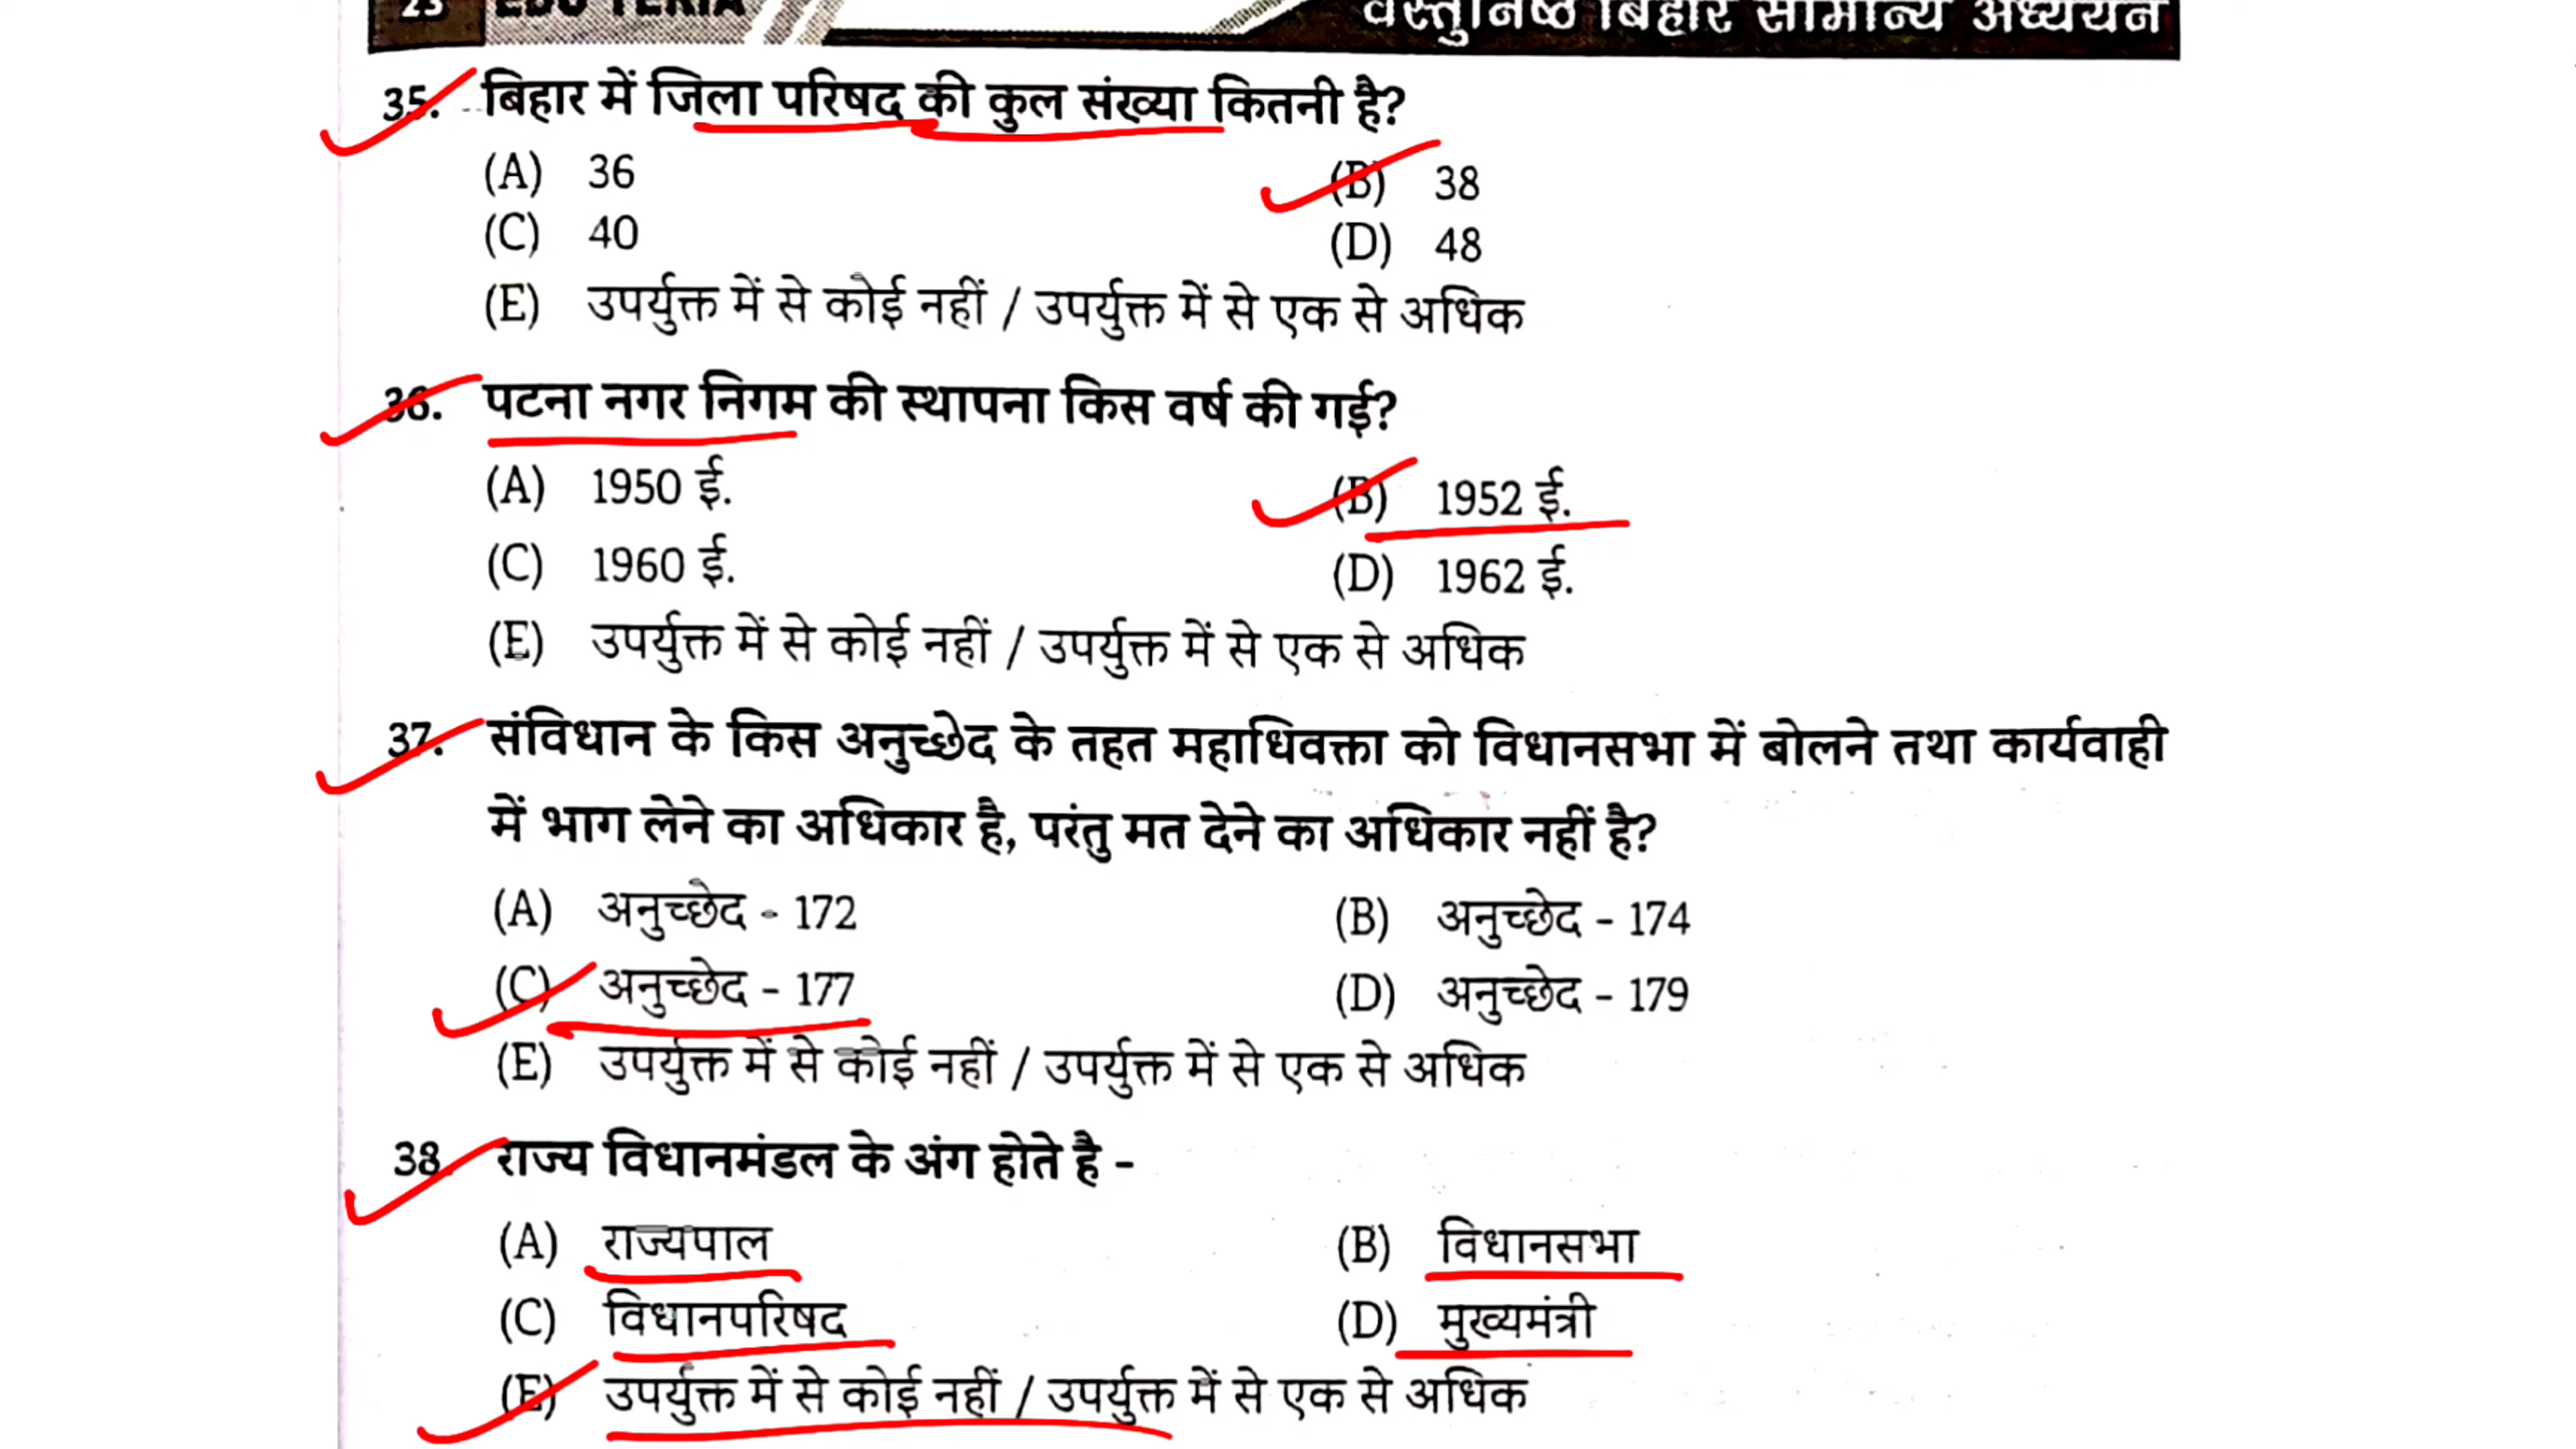 23 EDU TERIA वस्तुनिष्ठ बिहार सामान्य अध्ययन
35. बिहार में जिला परिषद की कुल संख्या कितनी है?
(A) 36 (B) 38
(C) 40 (D) 48
(E) उपर्युक्त में से कोई नहीं / उपर्युक्त में से एक से अधिक
36. पटना नगर निगम की स्थापना किस वर्ष की गई?
(A) 1950 ई. (B) 1952 ई.
(C) 1960 ई. (D) 1962 ई.
(E) उपर्युक्त में से कोई नहीं / उपर्युक्त में से एक से अधिक
37. संविधान के किस अनुच्छेद के तहत महाधिवक्ता को विधानसभा में बोलने तथा कार्यवाही
में भाग लेने का अधिकार है, परंतु मत देने का अधिकार नहीं है?
(A) अनुच्छेद - 172 (B) अनुच्छेद - 174
(C) अनुच्छेद - 177 (D) अनुच्छेद - 179
(E) उपर्युक्त में से कोई नहीं / उपर्युक्त में से एक से अधिक
38. राज्य विधानमंडल के अंग होते है -
(A) राज्यपाल (B) विधानसभा
(C) विधानपरिषद (D) मुख्यमंत्री
(E) उपर्युक्त में से कोई नहीं / उपर्युक्त में से एक से अधिक